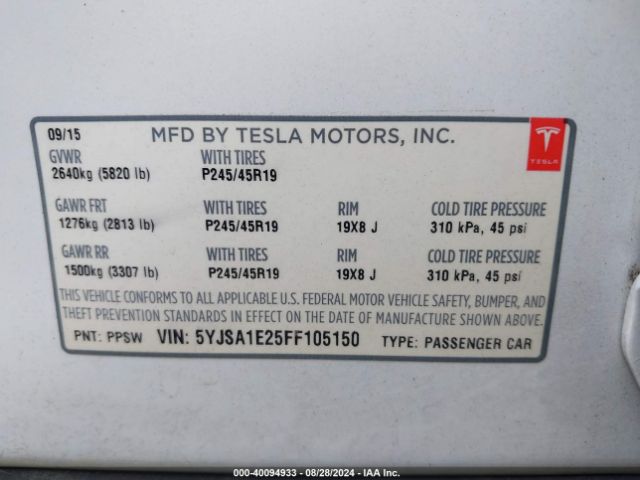 09/15 MFD BY TESLA MOTORS, INC.
TESLA
GVWR WITH TIRES
2640kg (5820 lb) P245/45R19
GAWR FRT WITH TIRES RIM COLD TIRE PRESSURE
1276kg (2813 lb) P245/45R19 19X8 J 310 kPa, 45 psi
GAWR RR WITH TIRES RIM COLD TIRE PRESSURE
1500kg (3307 lb) P245/45R19 19X8 J 310 kPa, 45 psi
THIS VEHICLE CONFORMS TO ALL APPLICABLE U.S. FEDERAL MOTOR VEHICLE SAFETY, BUMPER, AND
THEFT PREVENTION STANDARDS IN EFFECT ON THE DATE OF MANUFACTURE SHOWN ABOVE.
PNT: PPSW VIN: 5YJSA1E25FF105150 TYPE: PASSENGER CAR
000-40094933 - 08/28/2024 - IAA Inc.